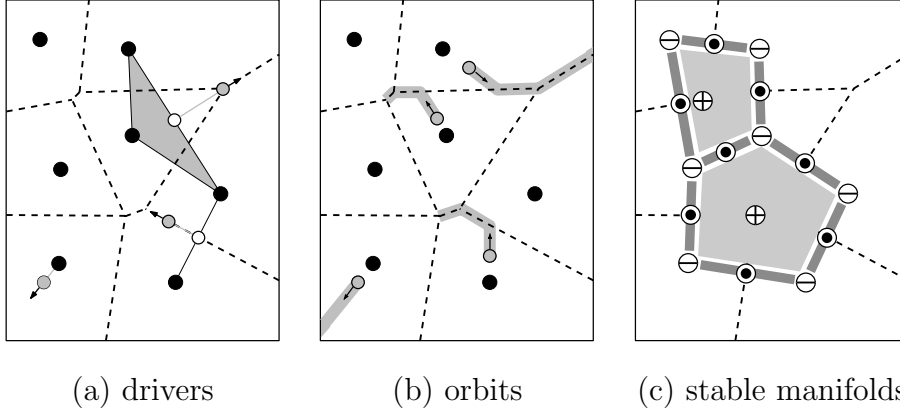 (a) drivers
(b) orbits
(c) stable manifolds